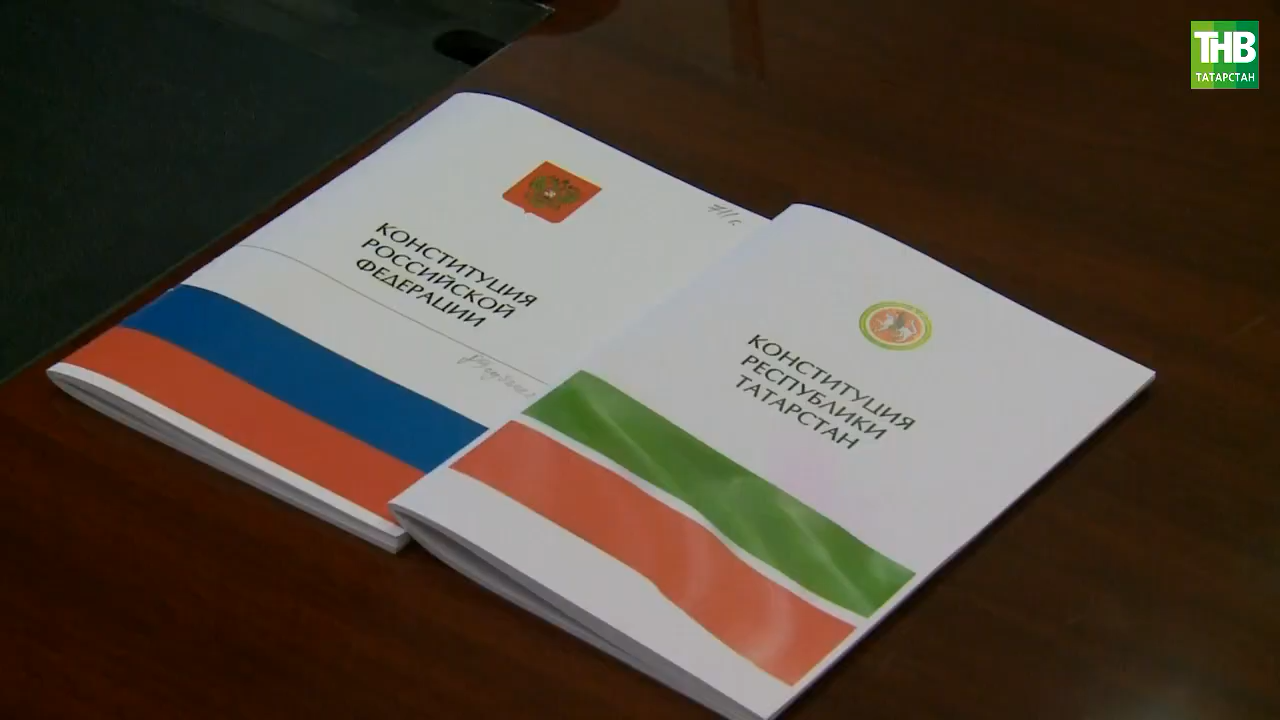 ТНВ
ТАТАРСТАН
КОНСТИТУЦИЯ
РОССИЙСКОЙ
ФЕДЕРАЦИИ
КОНСТИТУЦИЯ
РЕСПУБЛИКИ
ТАТАРСТАН